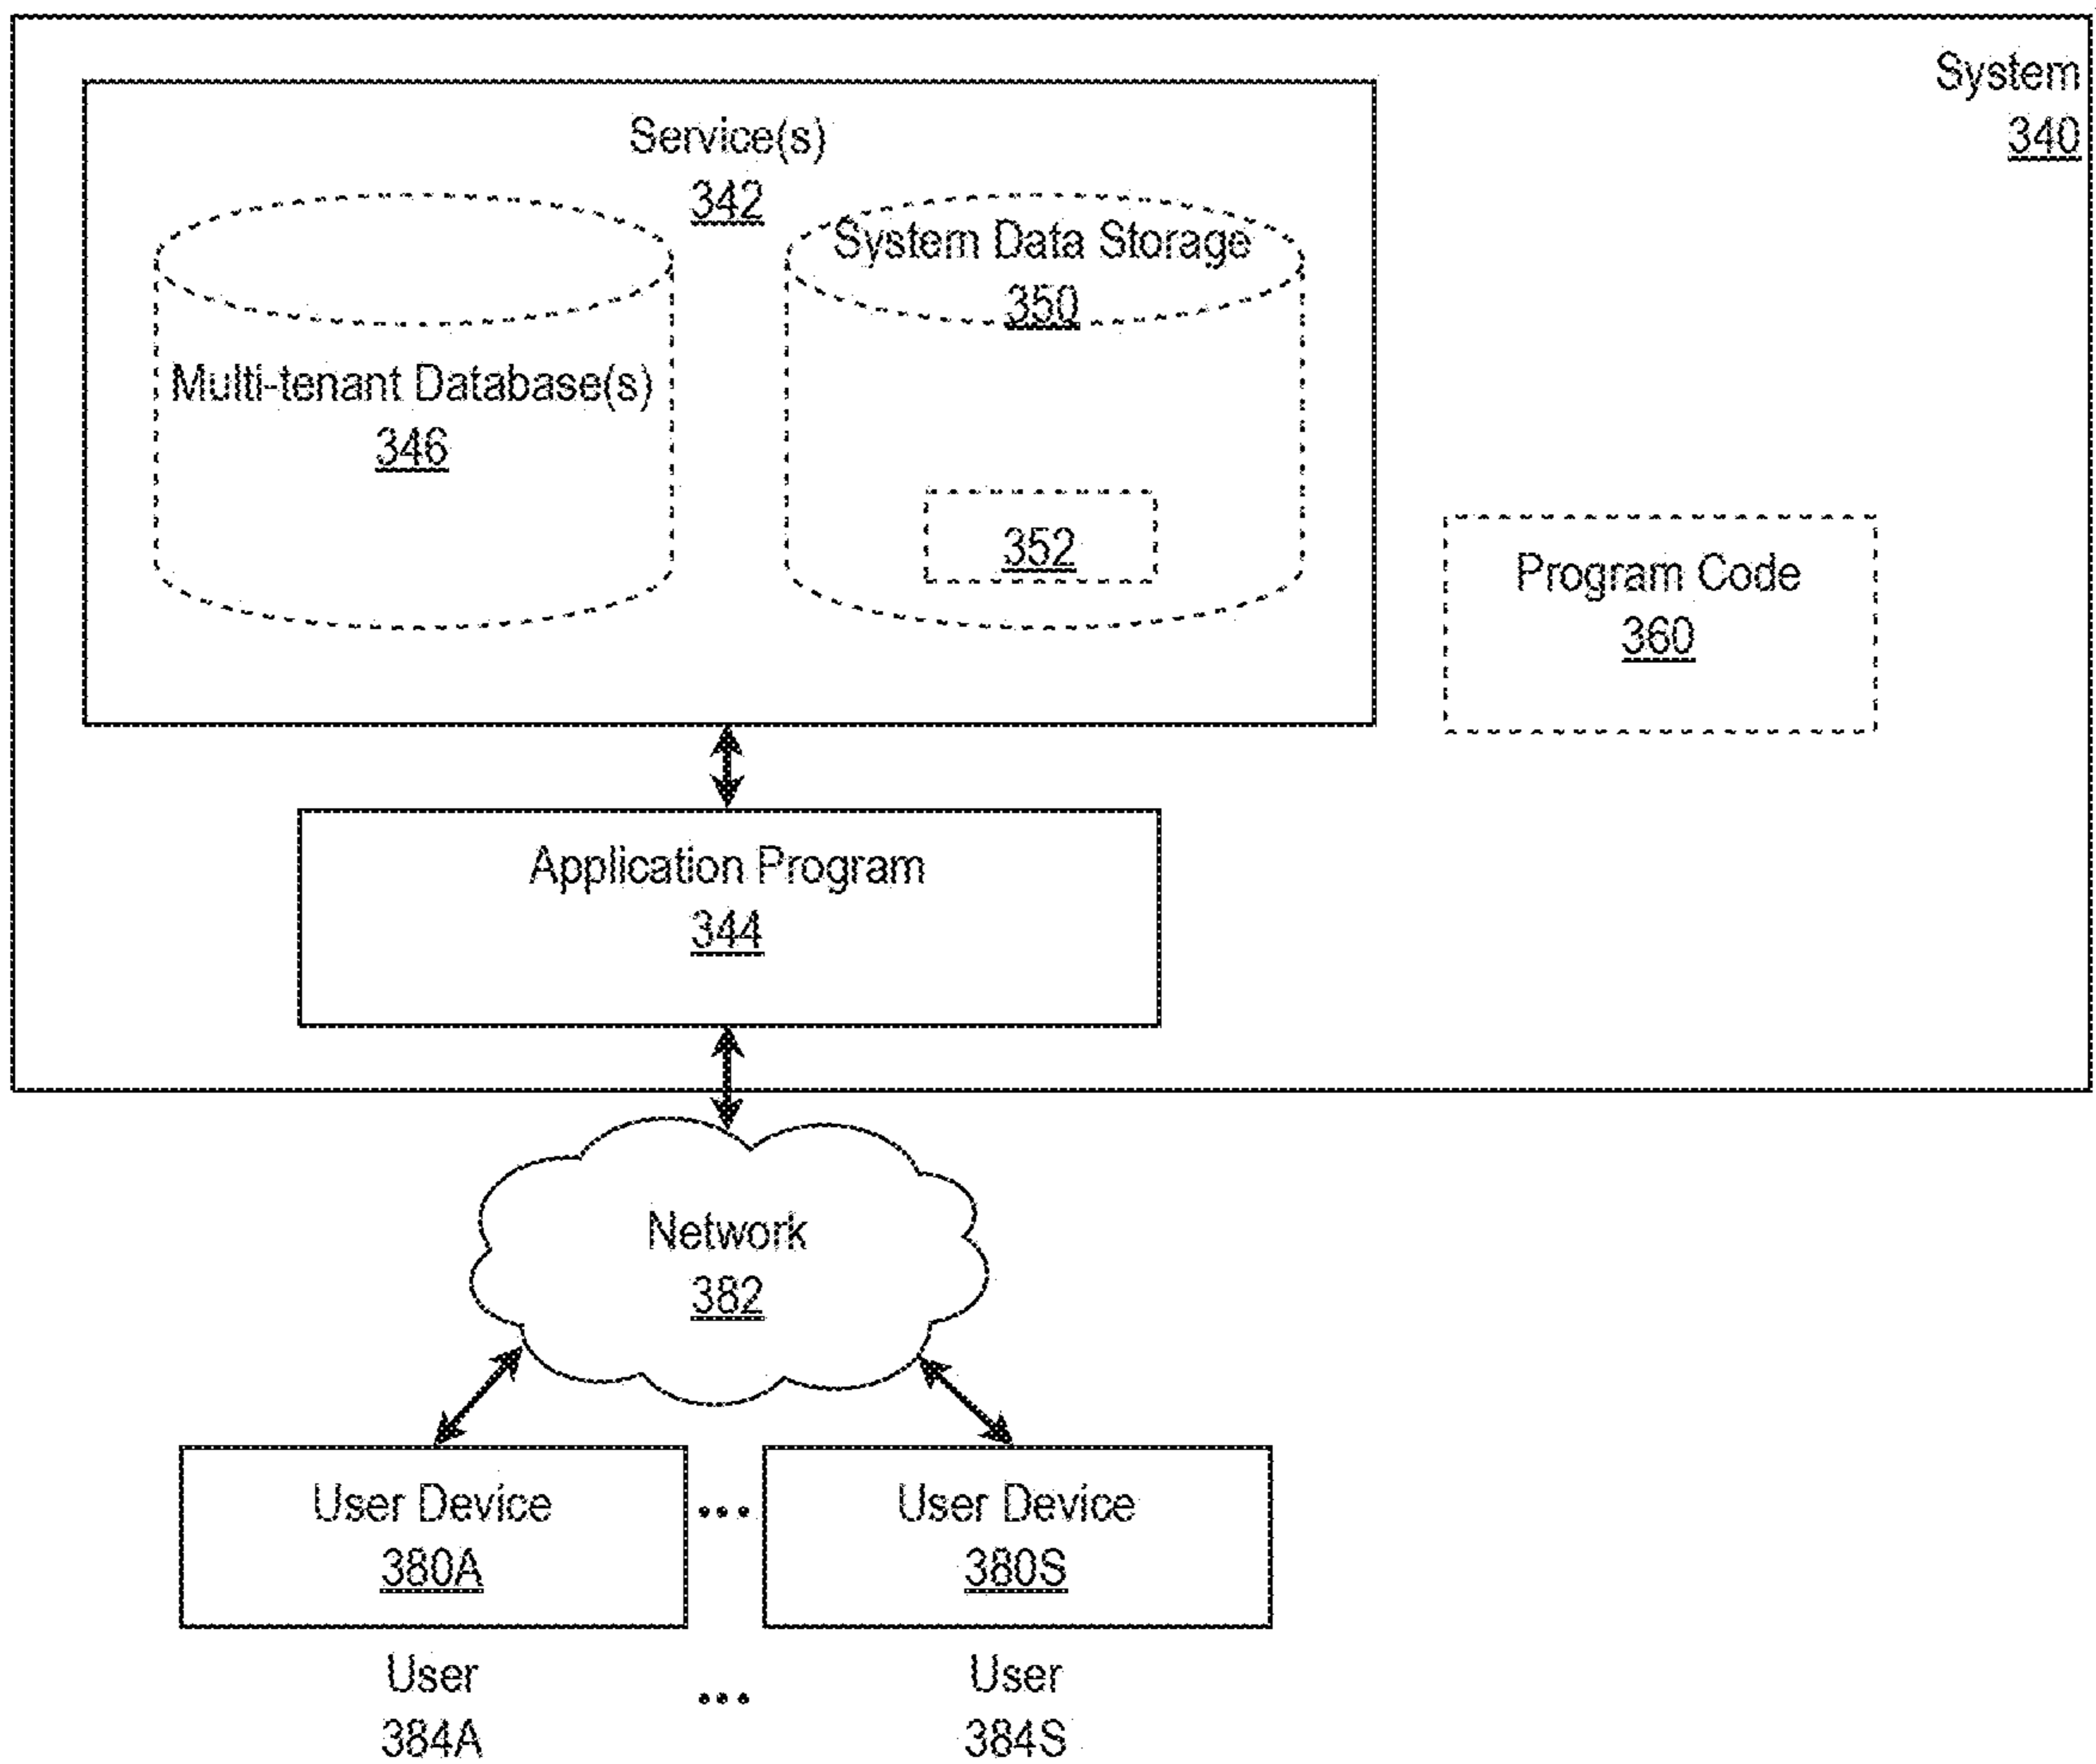 System
340
Service(s)
342
System Data Storage
350
Multi-tenant Database(s)
346
352
Program Code
360
Application Program
344
Network
382
User Device
380A
...
User Device
380S
User
384A
...
User
384S